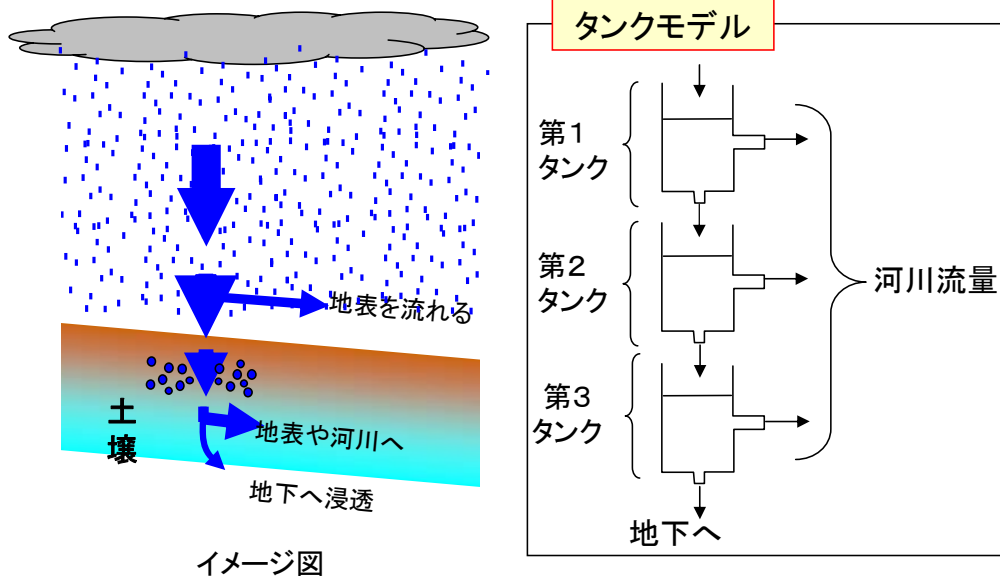 地表を流れる
土
壌
地表や河川へ
地下へ浸透
イメージ図
タンクモデル
第１
タンク
第２
タンク
第３
タンク
河川流量
地下へ